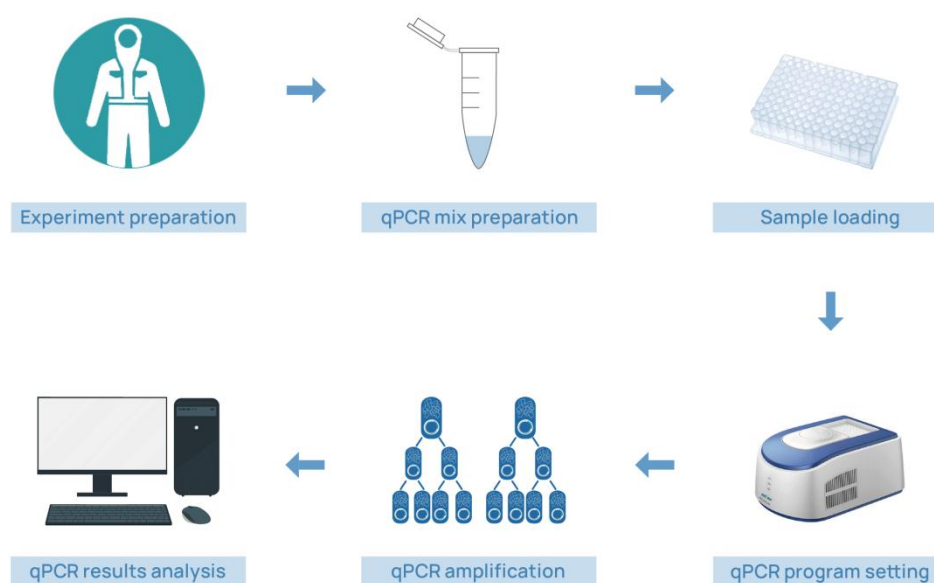 Experiment preparation
qPCR mix preparation
Sample loading
qPCR results analysis
qPCR amplification
qPCR program setting